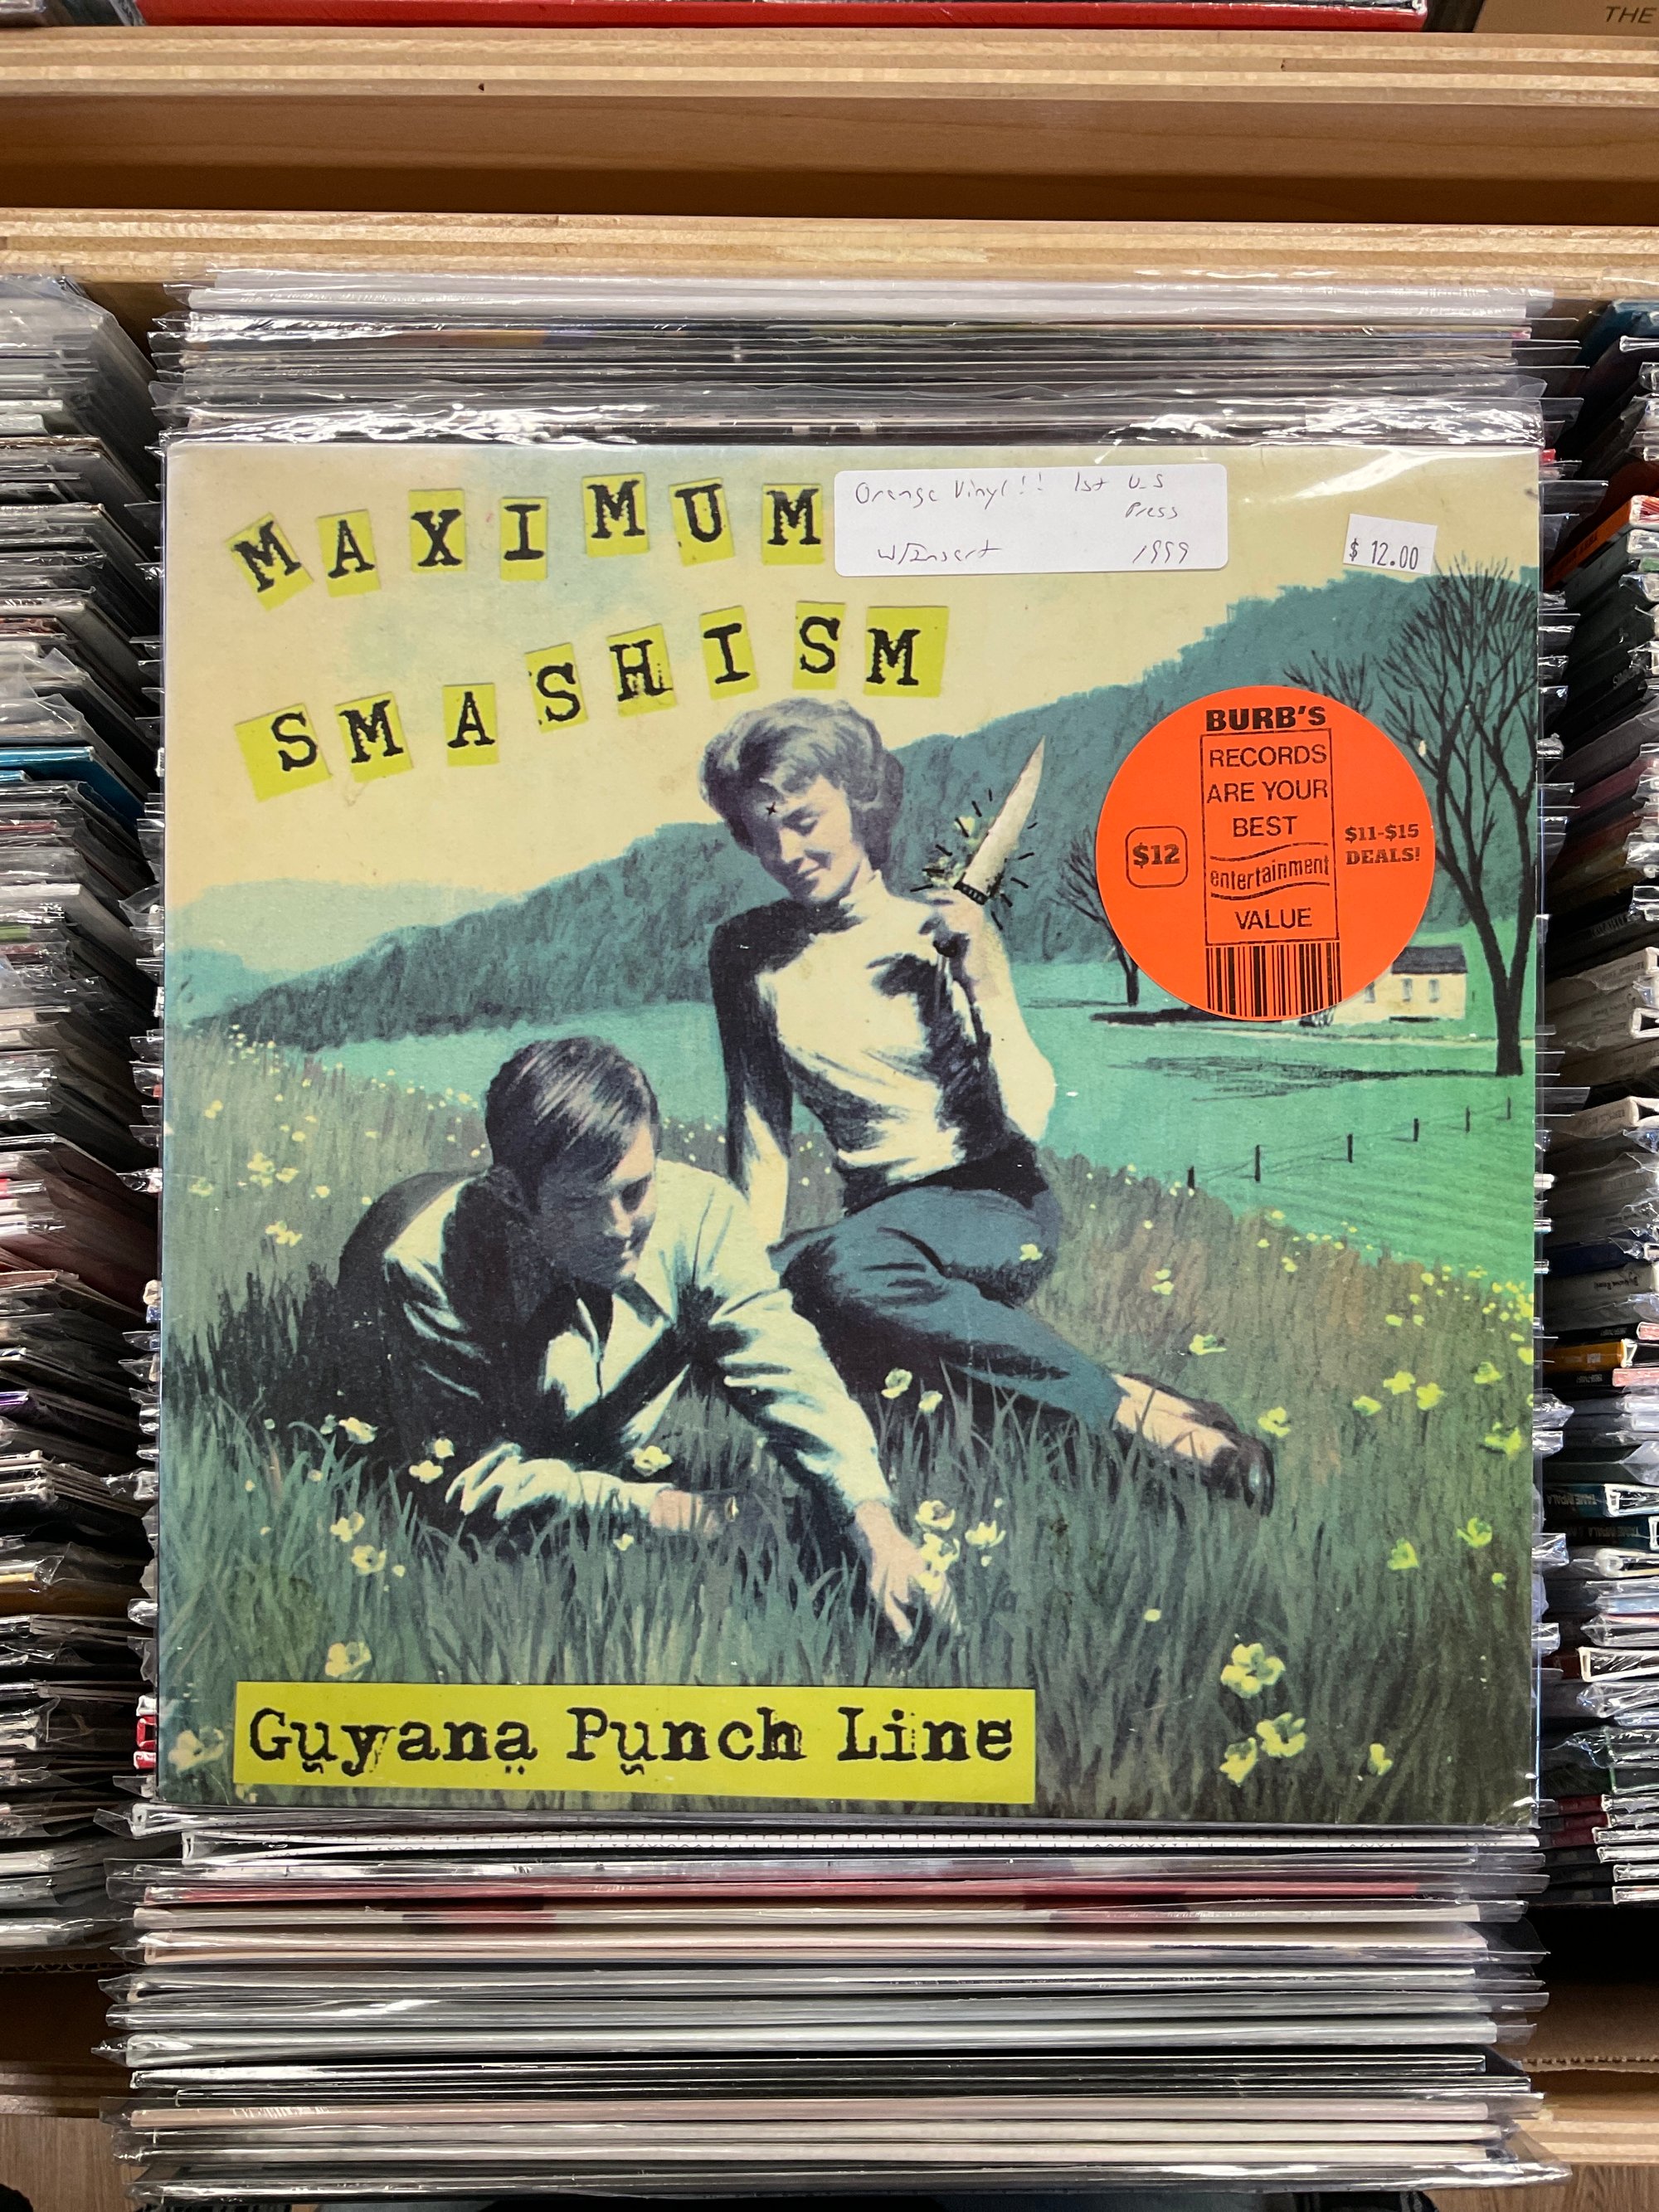 THE
MAXIMUM
SMASHISM
Orange Vinyl!! 1st U.S
Press
w/Insert 1999
$ 12.00
BURB'S
RECORDS
ARE YOUR
BEST
entertainment
VALUE
$12
$11-$15
DEALS!
Guyana Punch Line